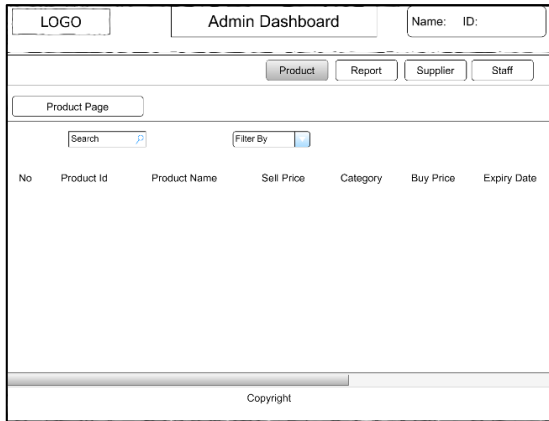 LOGO
Admin Dashboard
Name: ID:
Product
Report
Supplier
Staff
Product Page
Search
Filter By
No Product Id Product Name Sell Price Category Buy Price Expiry Date
Copyright